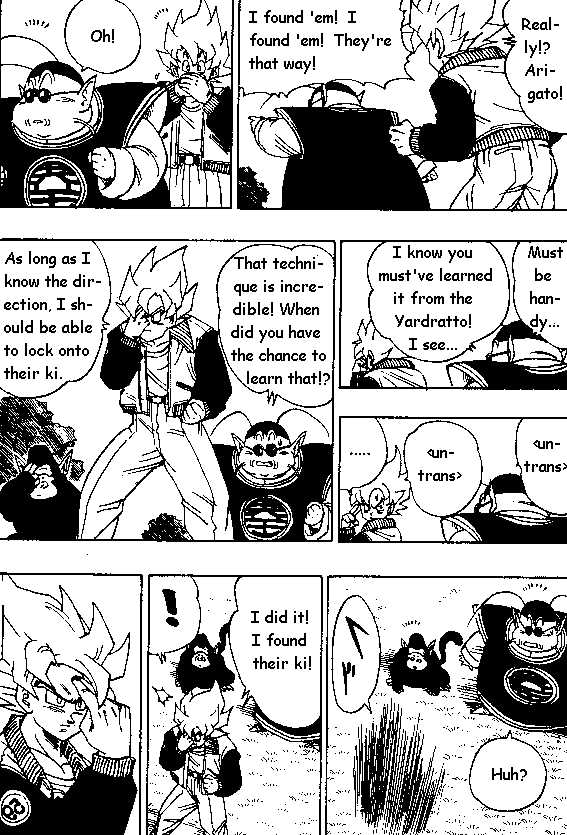 Oh!
I found 'em! I
found 'em! They're
that way!
Real-
ly!?
Ari-
gato!
As long as I
know the dir-
ection, I sh-
ould be able
to lock onto
their ki.
That techni-
que is incre-
dible! When
did you have
the chance to
learn that!?
I know you
must've learned
it from the
Yardratto!
I see...
Must
be
han-
dy...
.....
<un-
trans>
<un-
trans>
!
I did it!
I found
their ki!
Huh?